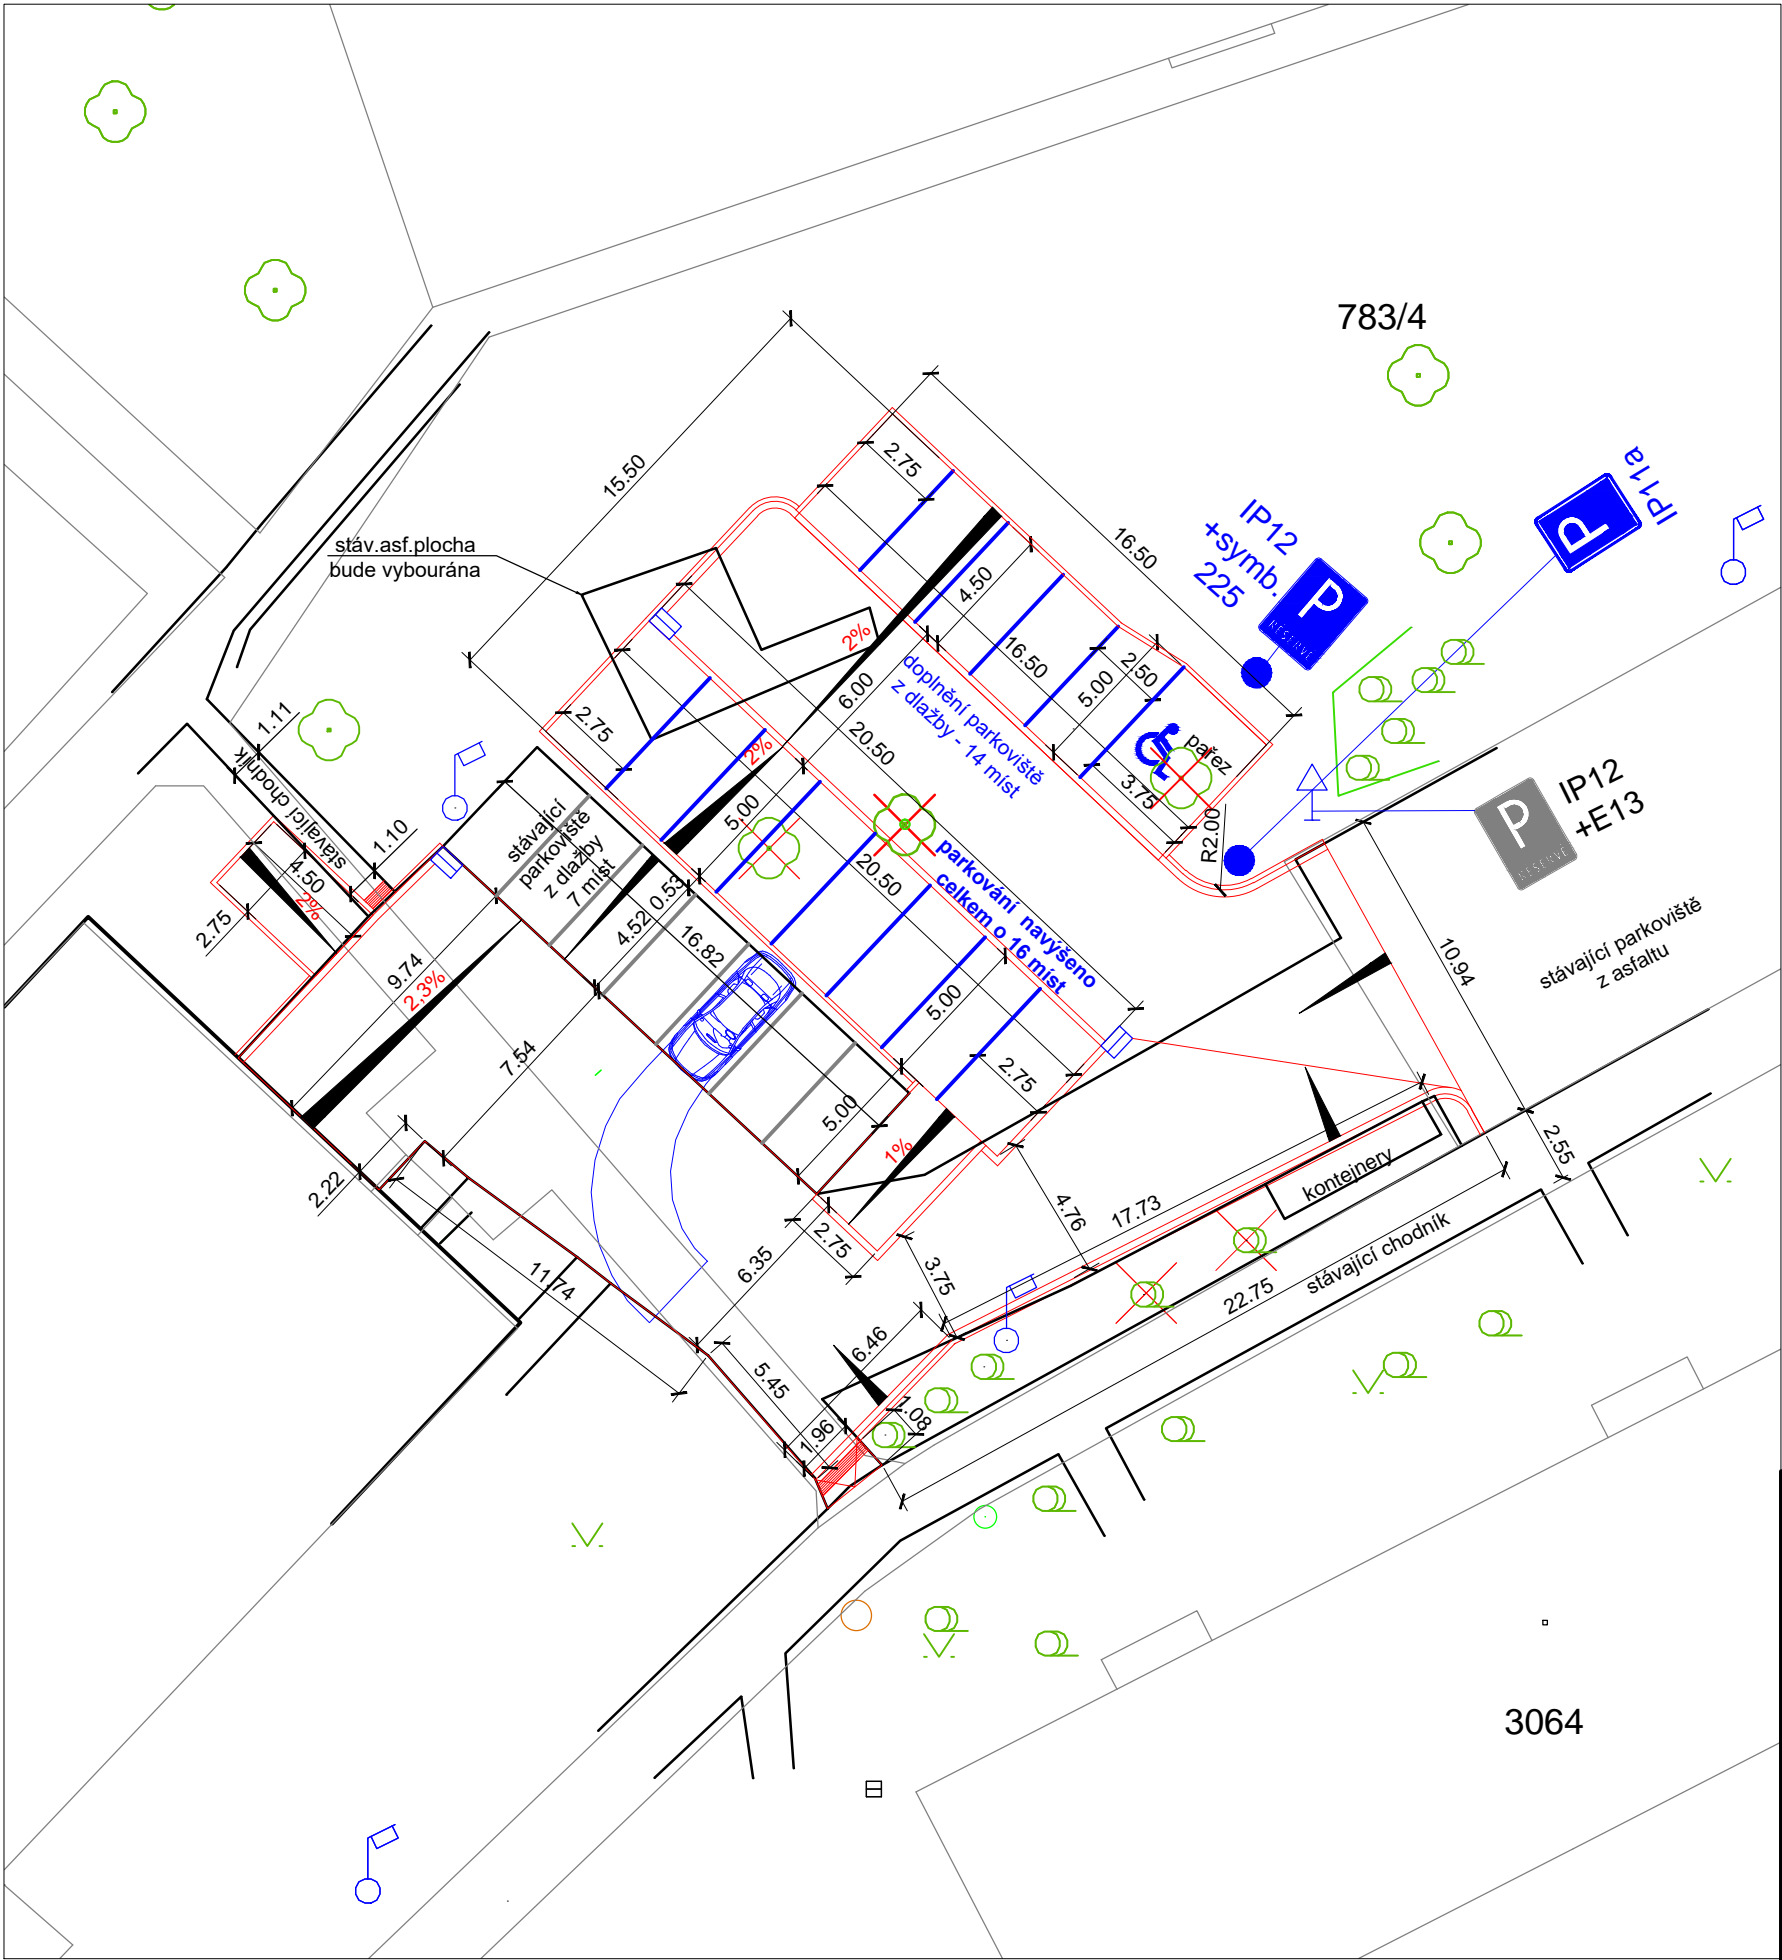 783/4
15.50
2.75
16.50
IP12
+symb.
225
P
RESERVÉ
P
IP11a
stáv.asf.plocha
bude vybourána
2%
4.50
16.50
2.50
5.00
6.00
doplnění parkoviště
z dlažby - 14 míst
20.50
pařez
3.75
R2.00
2.75
2%
5.00
1.11
stávající chodník
1.10
4.50
2%
2.75
stávající
parkoviště
z dlažby
7 míst
4.52
0.53
16.82
20.50
parkování navýšeno
celkem o 16 míst
P
RESERVÉ
IP12
+E13
stávající parkoviště
z asfaltu
10.94
9.74
2,3%
7.54
5.00
2.75
5.00
1%
2.22
11.74
6.35
2.75
3.75
4.76
17.73
kontejnery
2.55
stávající chodník
22.75
6.46
5.45
1.96
1.08
3064